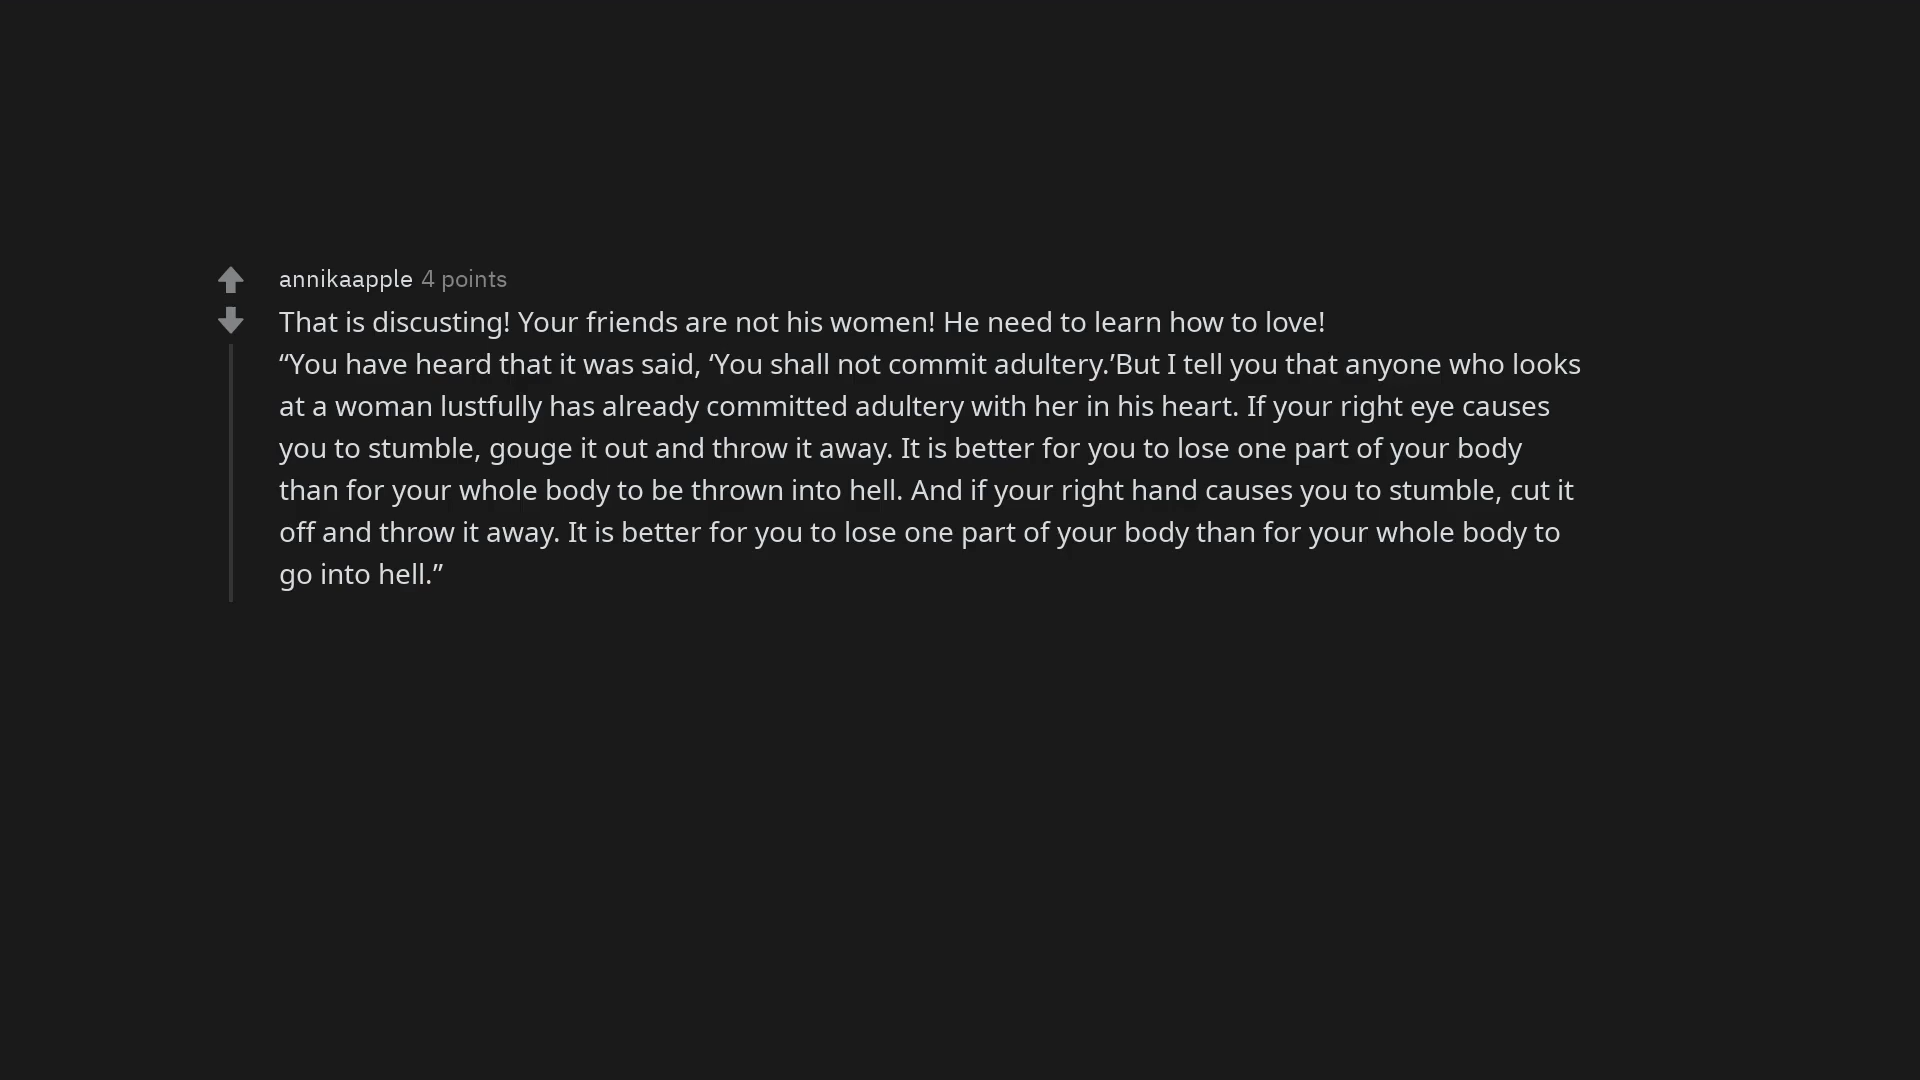 annikaapple 4 points
That is discusting! Your friends are not his women! He need to learn how to love!
“You have heard that it was said, ‘You shall not commit adultery.’But I tell you that anyone who looks
at a woman lustfully has already committed adultery with her in his heart. If your right eye causes
you to stumble, gouge it out and throw it away. It is better for you to lose one part of your body
than for your whole body to be thrown into hell. And if your right hand causes you to stumble, cut it
off and throw it away. It is better for you to lose one part of your body than for your whole body to
go into hell.”